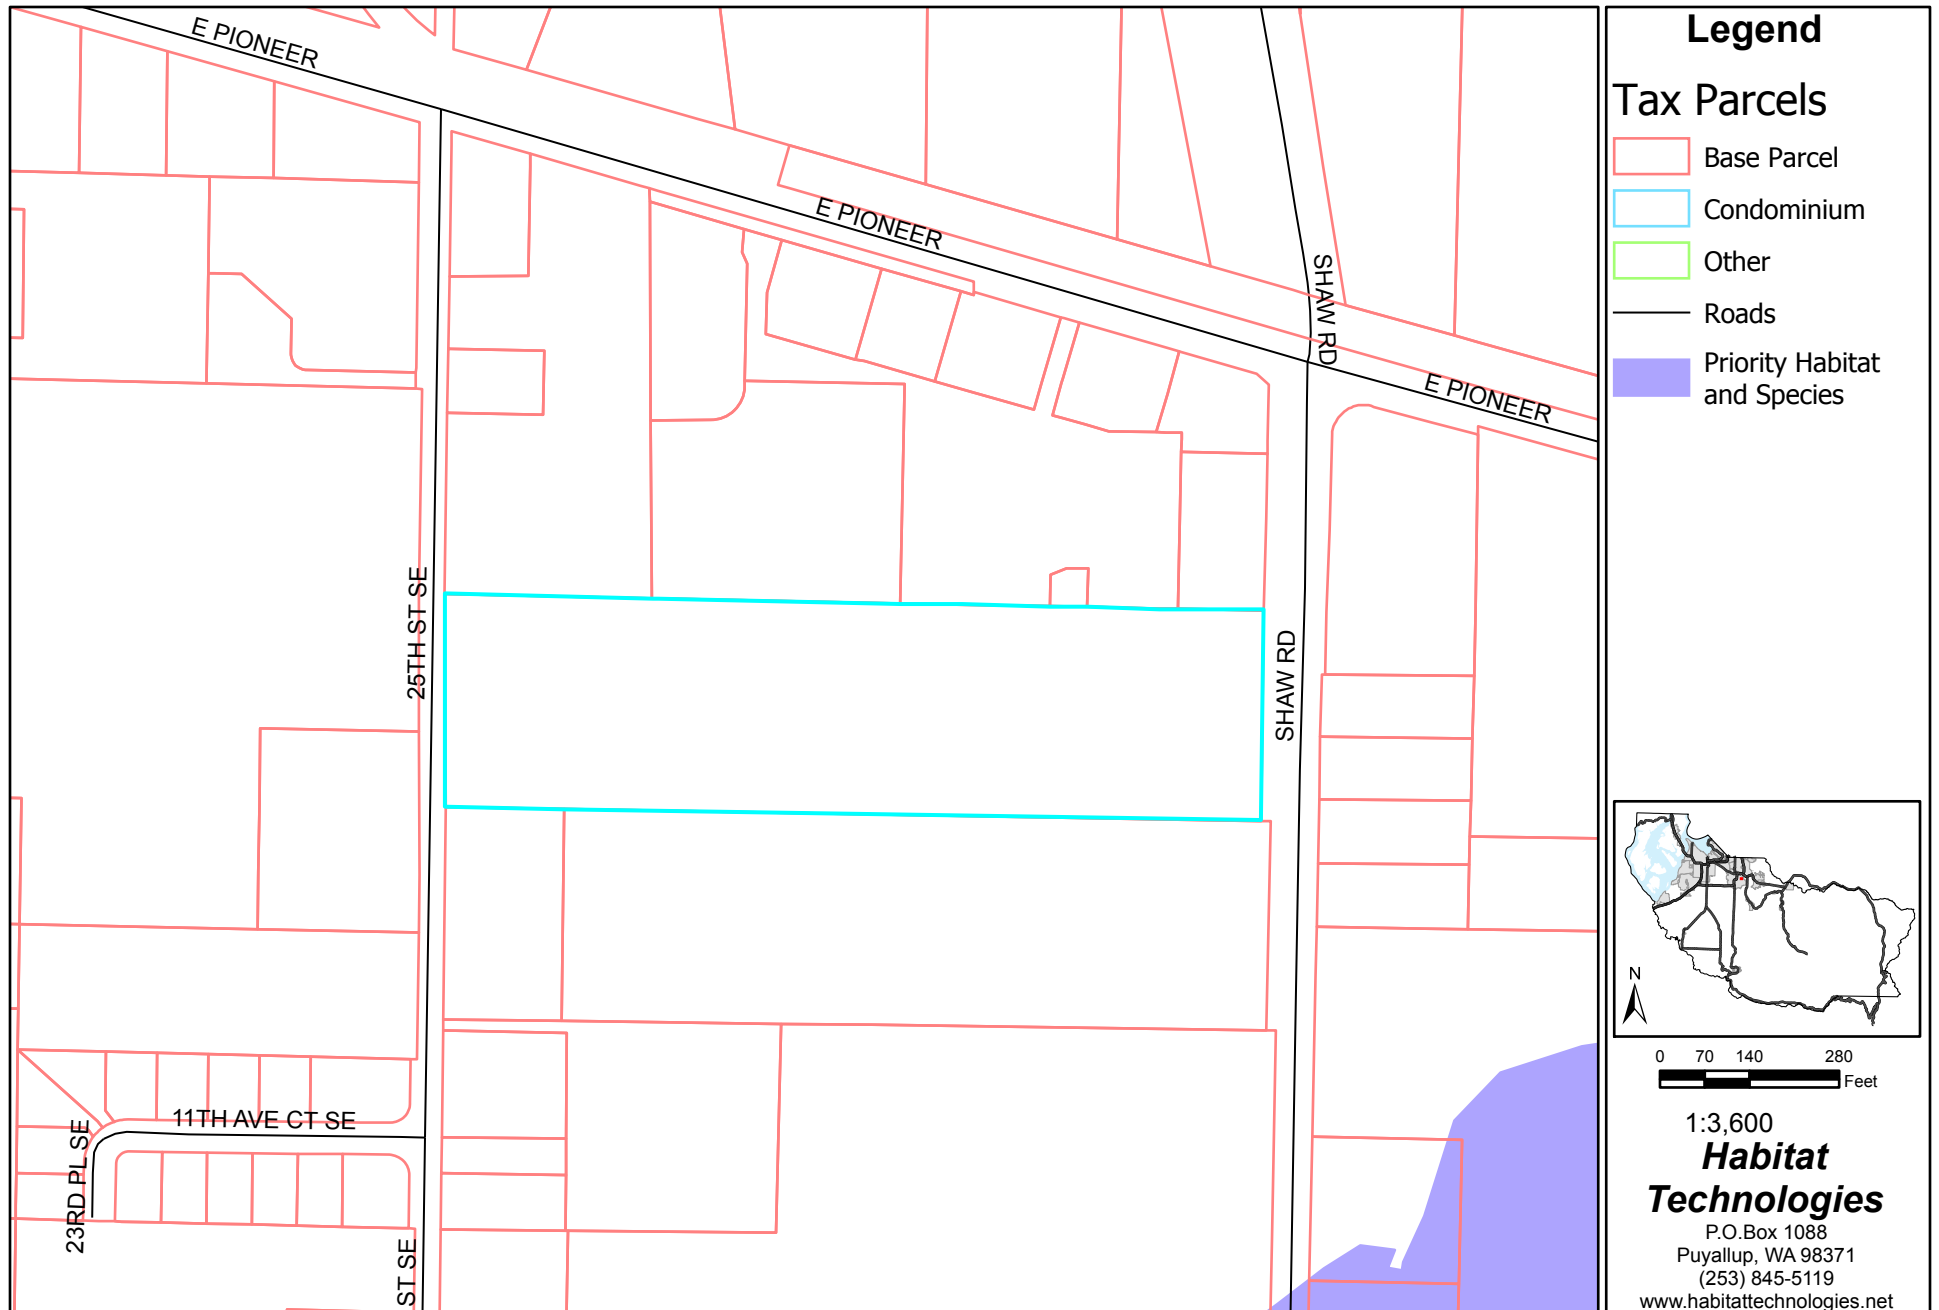 E PIONEER
E PIONEER
SHAW RD
E PIONEER
25TH ST SE
SHAW RD
11TH AVE CT SE
23RD PL SE
ST SE
Legend
Tax Parcels
Base Parcel
Condominium
Other
Roads
Priority Habitat
and Species
N
0 70 140 280
Feet
1:3,600
Habitat
Technologies
P.O.Box 1088
Puyallup, WA 98371
(253) 845-5119
www.habitattechnologies.net